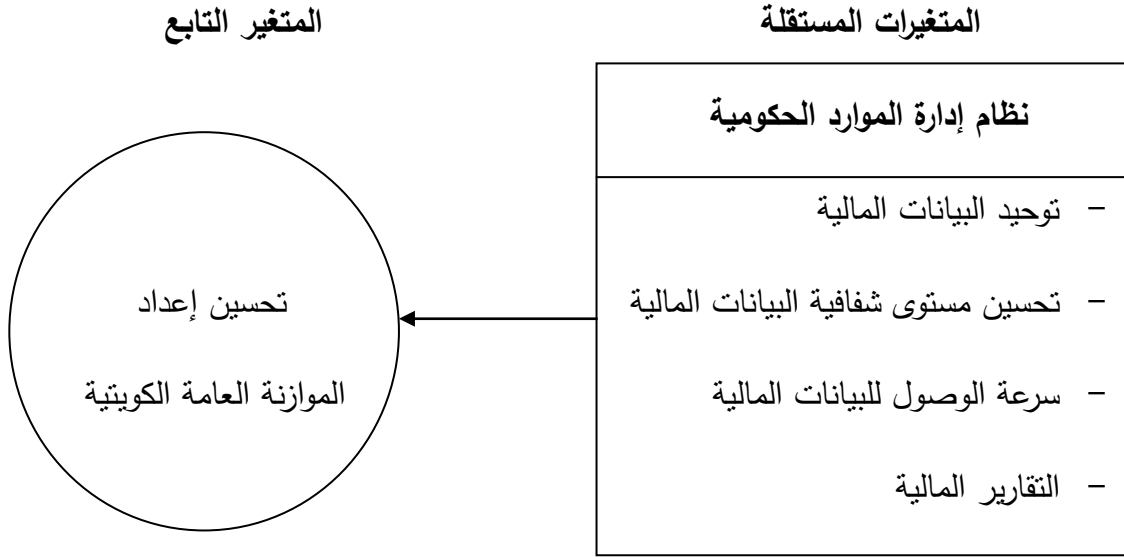 المتغيرات المستقلة
المتغير التابع
نظام إدارة الموارد الحكومية
- توحيد البيانات المالية
- تحسين مستوى شفافية البيانات المالية
- سرعة الوصول للبيانات المالية
- التقارير المالية
تحسين إعداد
الموازنة العامة الكويتية